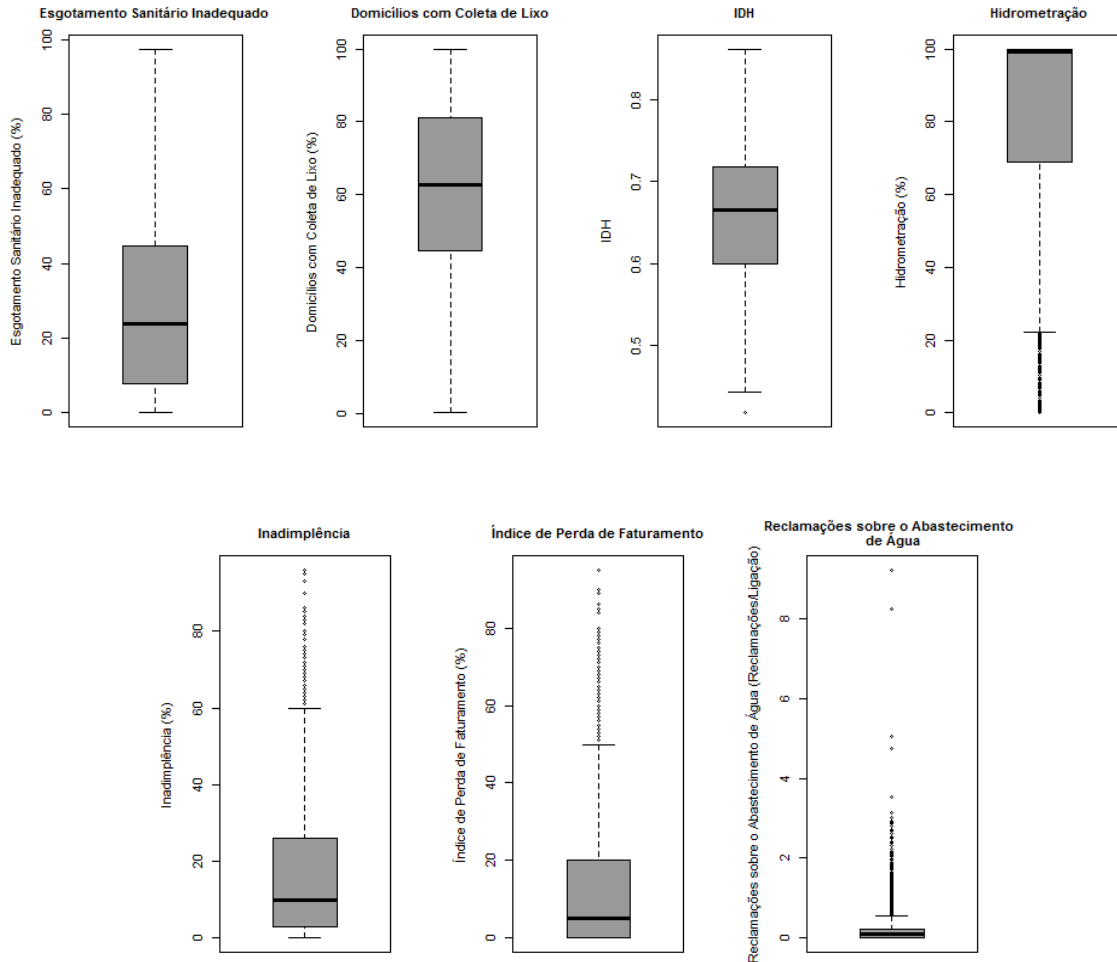 Esgotamento Sanitário Inadequado
Esgotamento Sanitário Inadequado (%)
100
80
60
40
20
0
Domicílios com Coleta de Lixo
Domicílios com Coleta de Lixo (%)
100
80
60
40
20
0
IDH
IDH
0.8
0.7
0.6
0.5
Hidrometração
Hidrometração (%)
100
80
60
40
20
0
Inadimplência
Inadimplência (%)
80
60
40
20
0
Índice de Perda de Faturamento
Índice de Perda de Faturamento (%)
80
60
40
20
0
Reclamações sobre o Abastecimento
de Água
Reclamações sobre o Abastecimento de Água (Reclamações/Ligação)
8
6
4
2
0